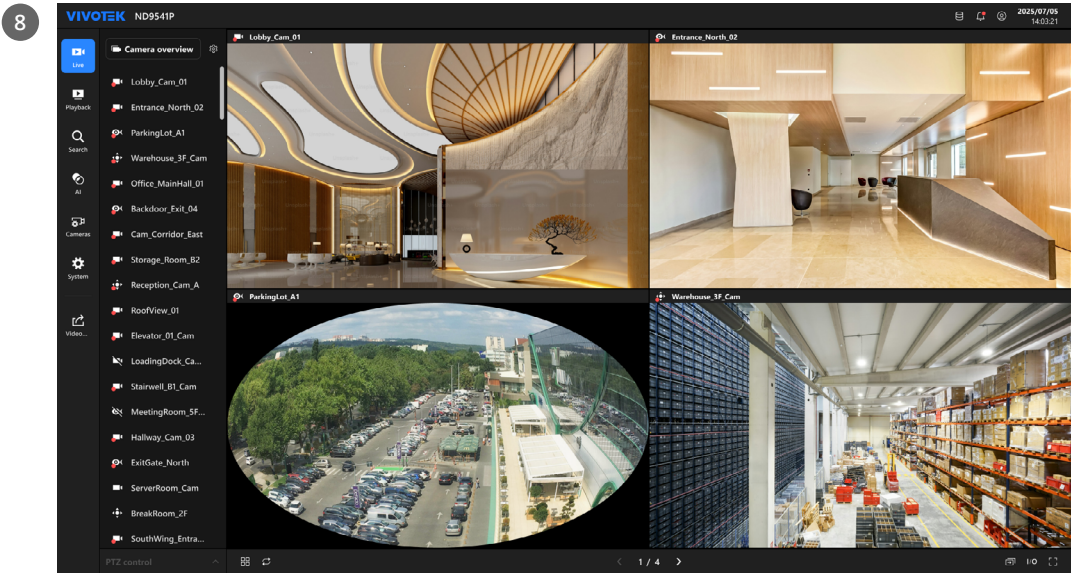 8
VIVOTEK ND9541P
2025/07/05
14:03:21
Live
Playback
Search
AI
Cameras
System
Video...
Camera overview
Lobby_Cam_01
Entrance_North_02
ParkingLot_A1
Warehouse_3F_Cam
Office_MainHall_01
Backdoor_Exit_04
Cam_Corridor_East
Storage_Room_B2
Reception_Cam_A
RoofView_01
Elevator_01_Cam
LoadingDock_Ca...
Stairwell_B1_Cam
MeetingRoom_5F...
Hallway_Cam_03
ExitGate_North
ServerRoom_Cam
BreakRoom_2F
SouthWing_Entra...
PTZ control
Lobby_Cam_01
Entrance_North_02
ParkingLot_A1
Warehouse_3F_Cam
1 / 4
I/O